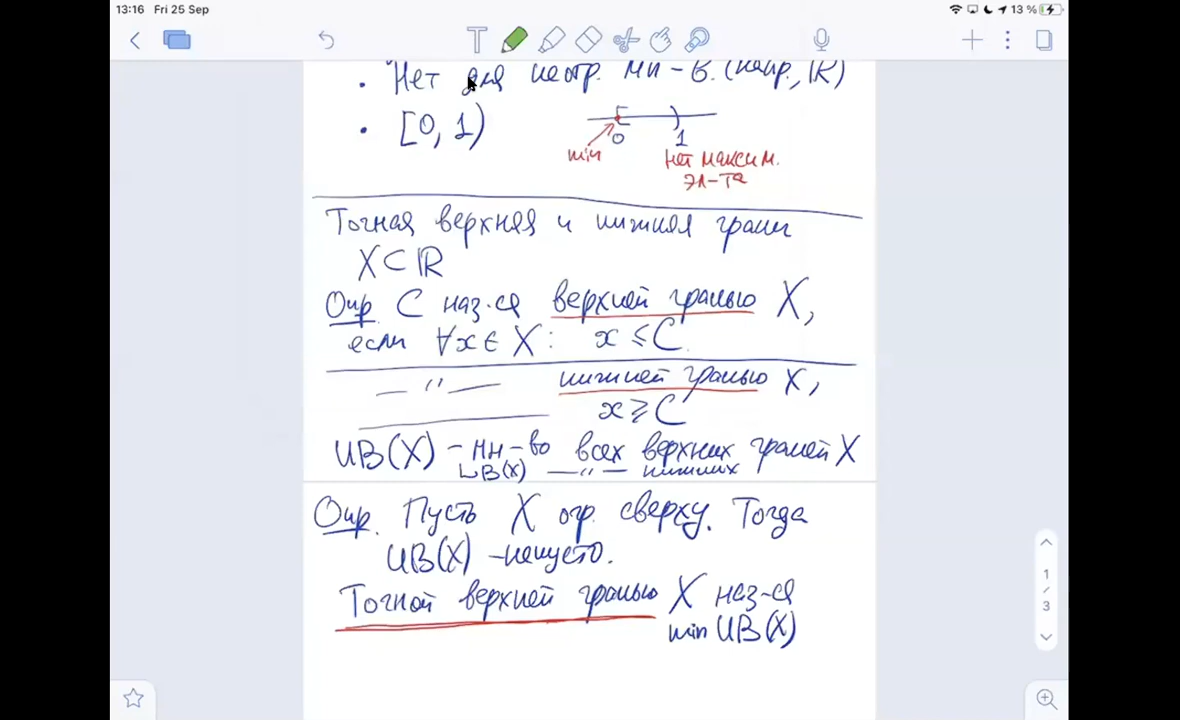 13:16 Fri 25 Sep
13 %
T
• Нет для неогр. мн-в. (напр., ℝ)
• [0, 1)
0 1
min
нет максим.
эл-та
Точная верхняя и нижняя грани
X ⊂ ℝ
Опр. C наз-ся верхней гранью X,
если ∀x ∈ X: x ≤ C.
— " — нижней гранью X,
x ≥ C
UB(X) – мн-во всех верхних граней X
LB(X) — " — нижних
Опр. Пусть X огр. сверху. Тогда
UB(X) – непусто.
Точной верхней гранью X наз-ся
min UB(X)
1
/
3